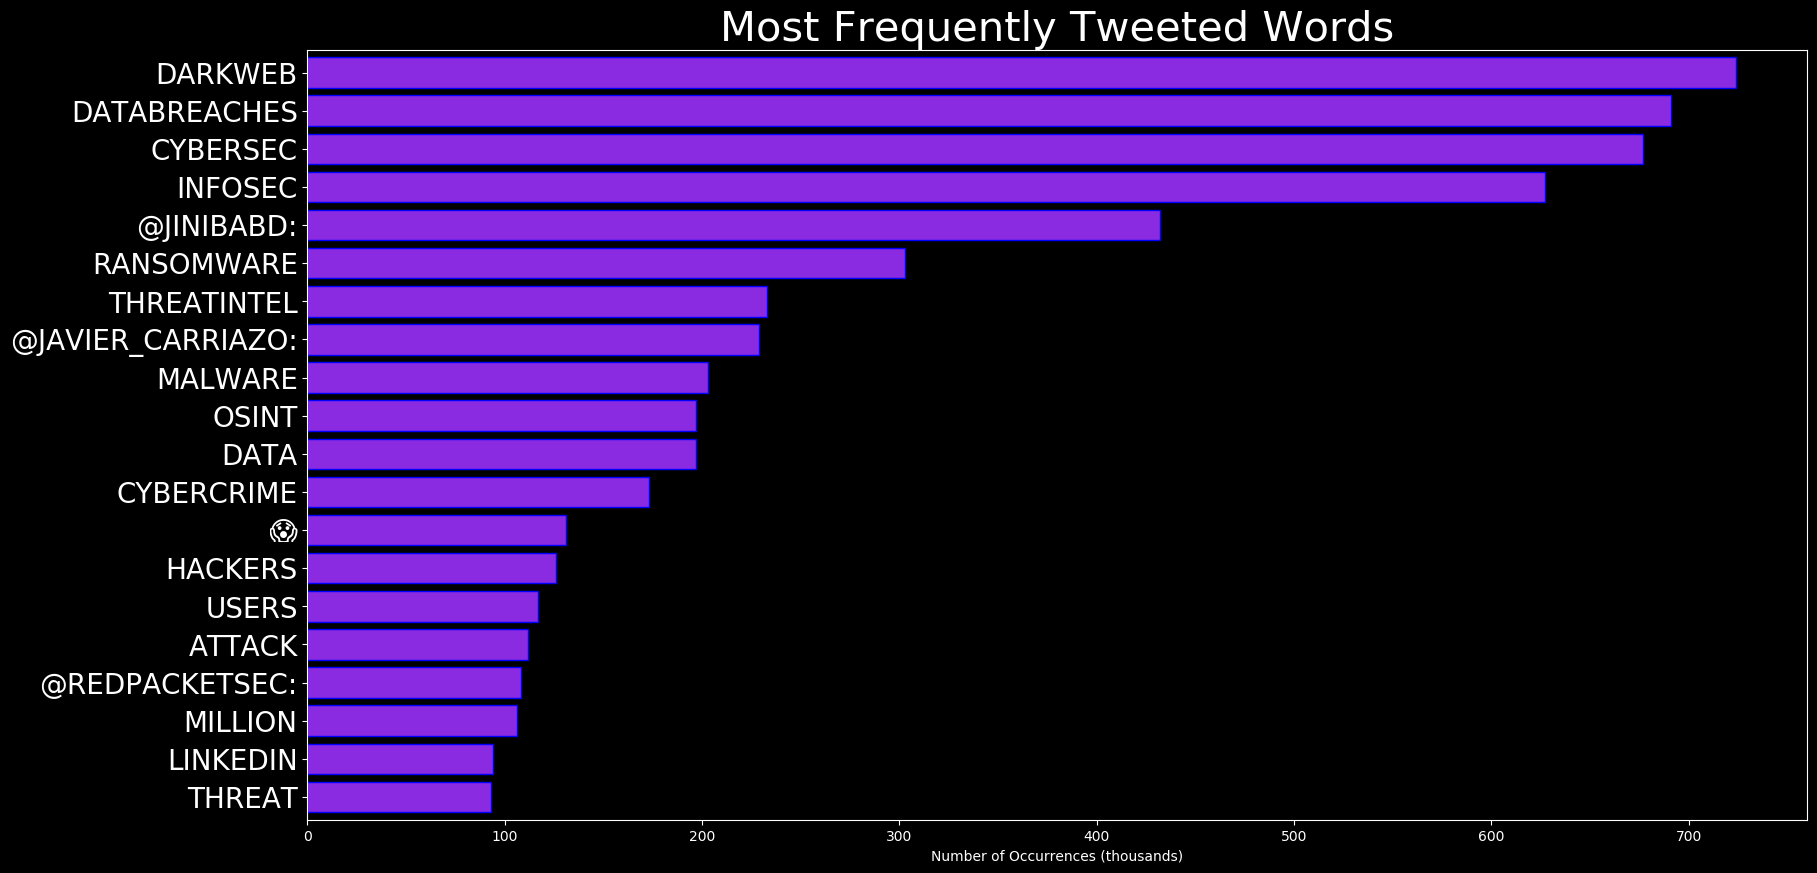 Most Frequently Tweeted Words
DARKWEB
DATABREACHES
CYBERSEC
INFOSEC
@JINIBABD:
RANSOMWARE
THREATINTEL
@JAVIER_CARRIAZO:
MALWARE
OSINT
DATA
CYBERCRIME
😱
HACKERS
USERS
ATTACK
@REDPACKETSEC:
MILLION
LINKEDIN
THREAT
0 100 200 300 400 500 600 700
Number of Occurrences (thousands)